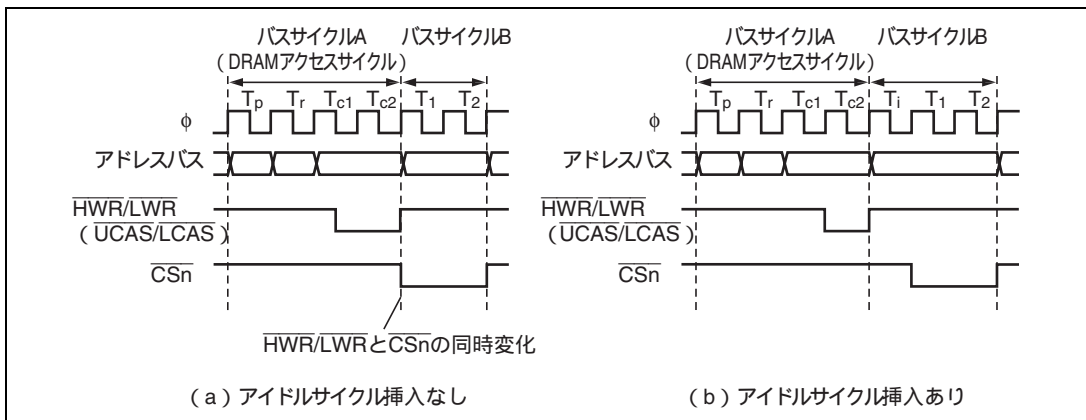 バスサイクルA バスサイクルB
(DRAMアクセスサイクル)
Tp Tr Tc1 Tc2 T1 T2
φ
アドレスバス
HWR/LWR
(UCAS/LCAS)
CSn
HWR/LWRとCSnの同時変化
(a)アイドルサイクル挿入なし
バスサイクルA バスサイクルB
(DRAMアクセスサイクル)
Tp Tr Tc1 Tc2 Ti T1 T2
φ
アドレスバス
HWR/LWR
(UCAS/LCAS)
CSn
(b)アイドルサイクル挿入あり